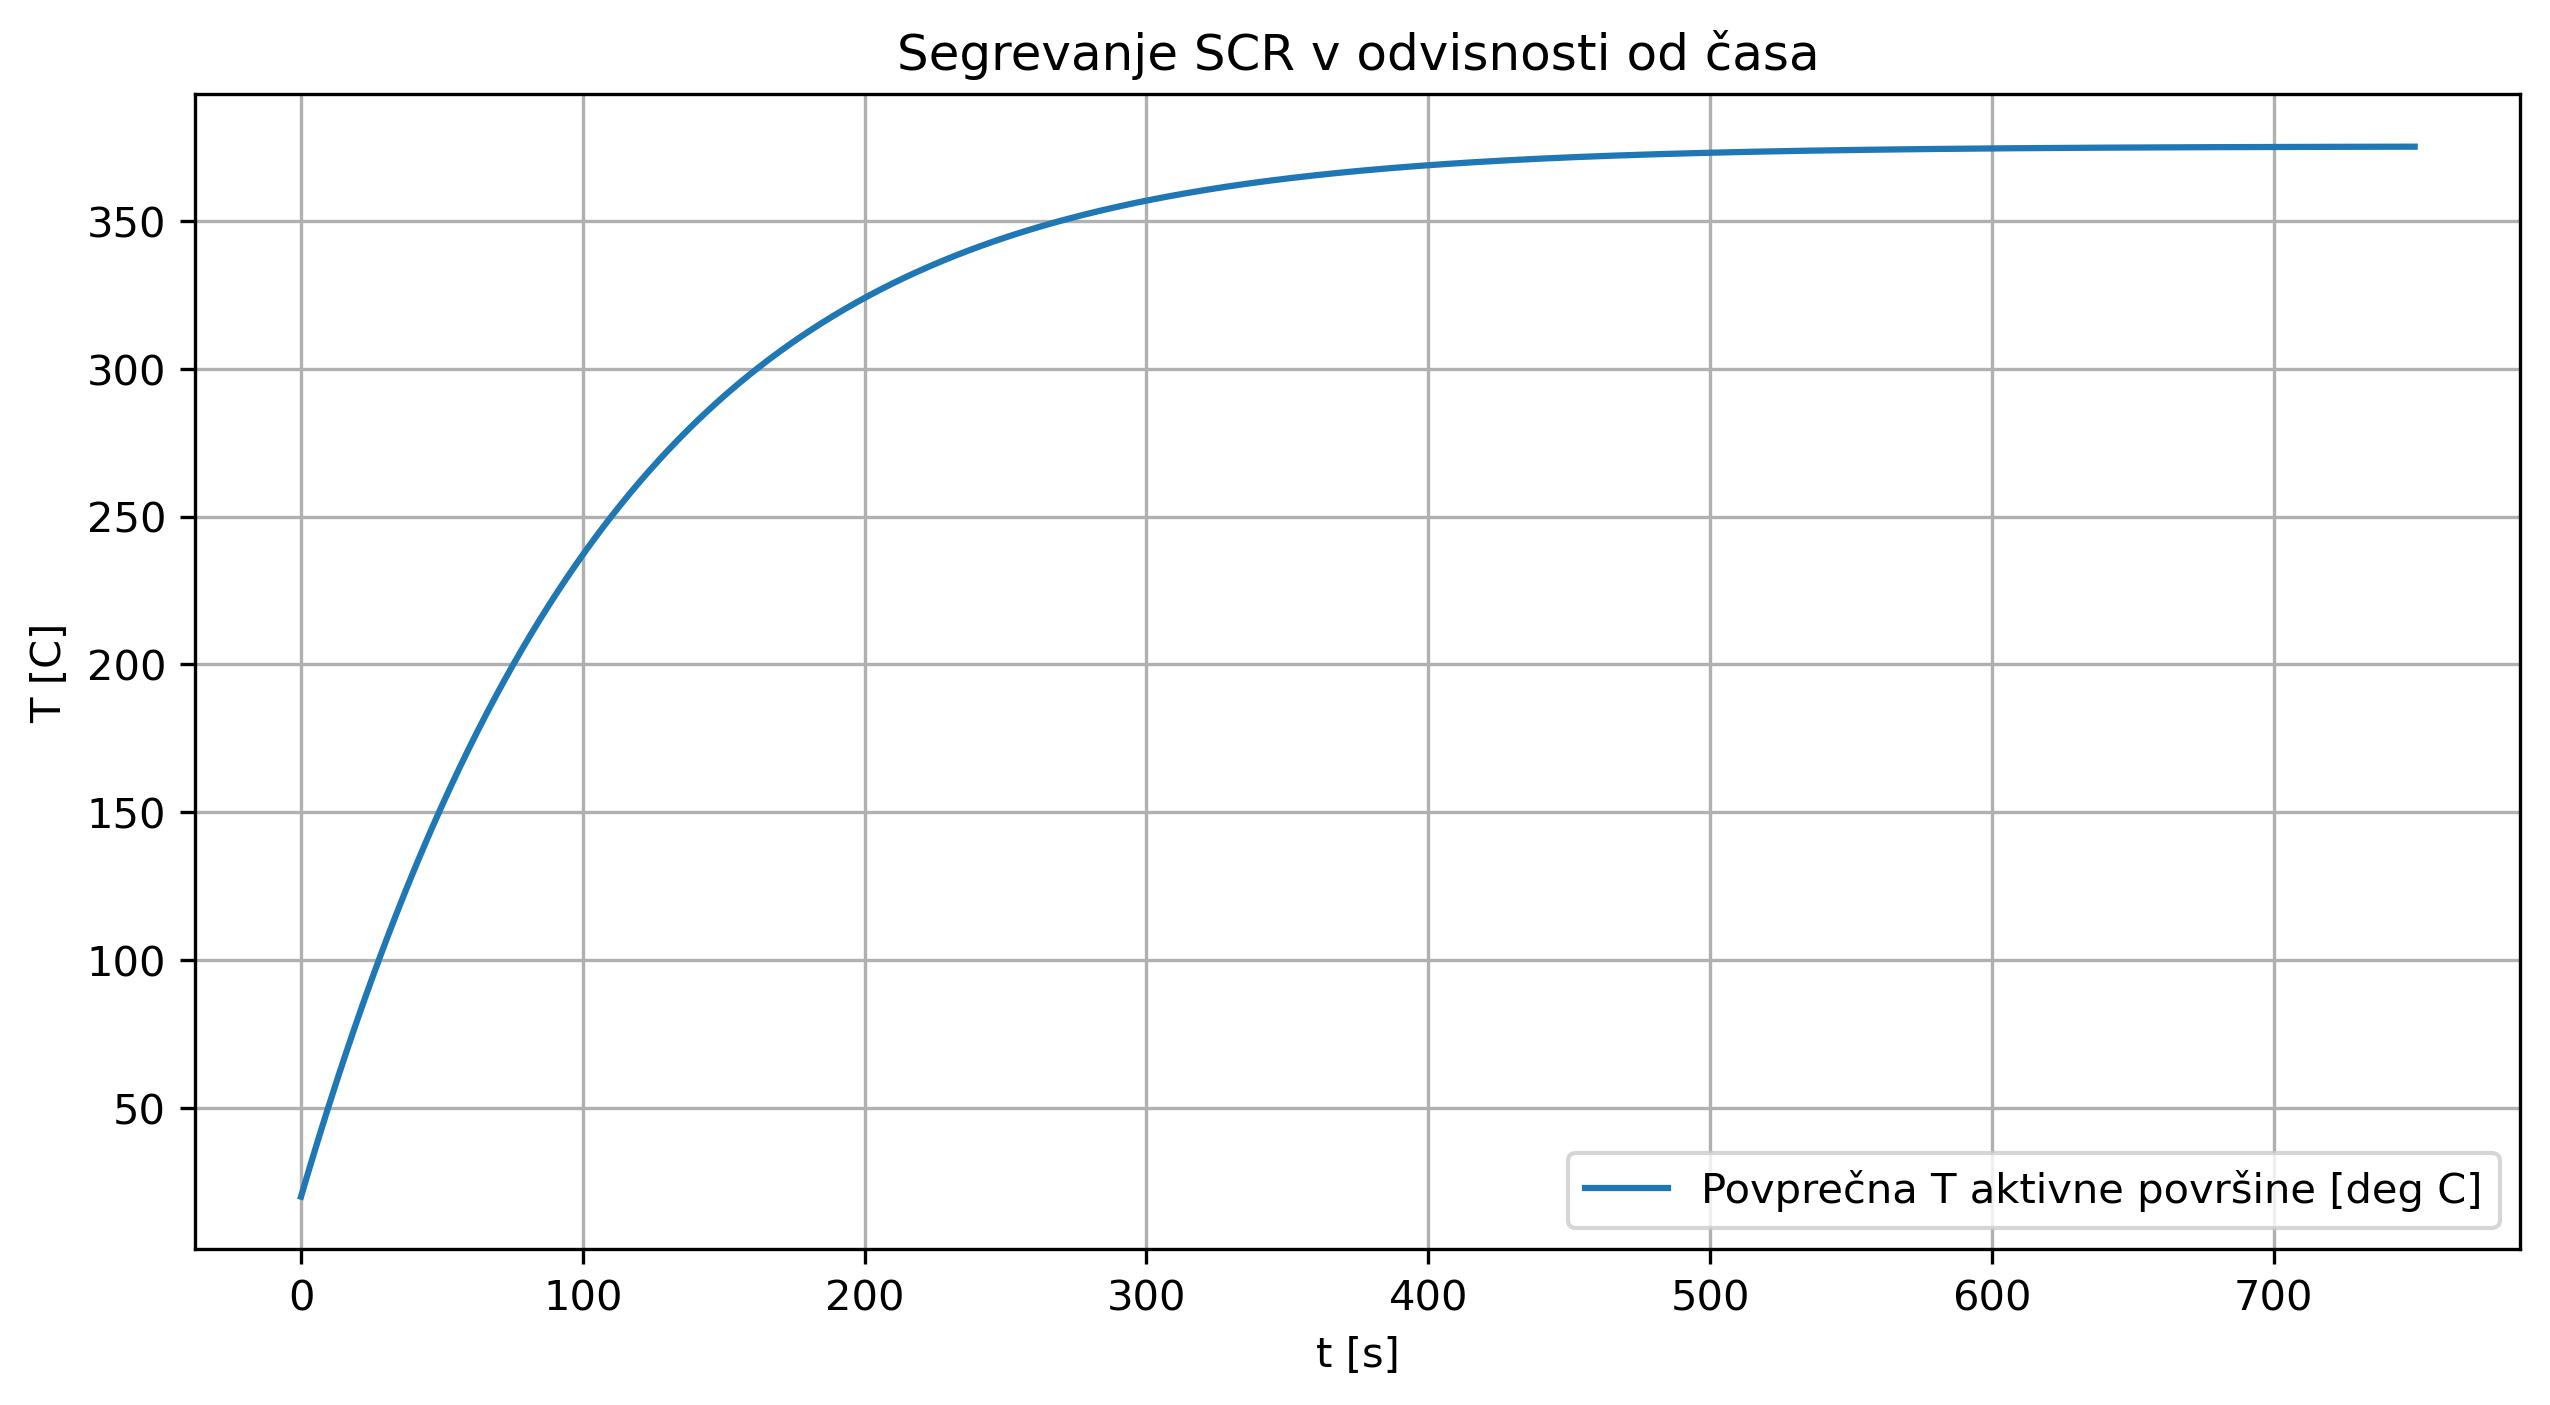 Segrevanje SCR v odvisnosti od časa
T [C]
350
300
250
200
150
100
50
Povprečna T aktivne površine [deg C]
0 100 200 300 400 500 600 700
t [s]